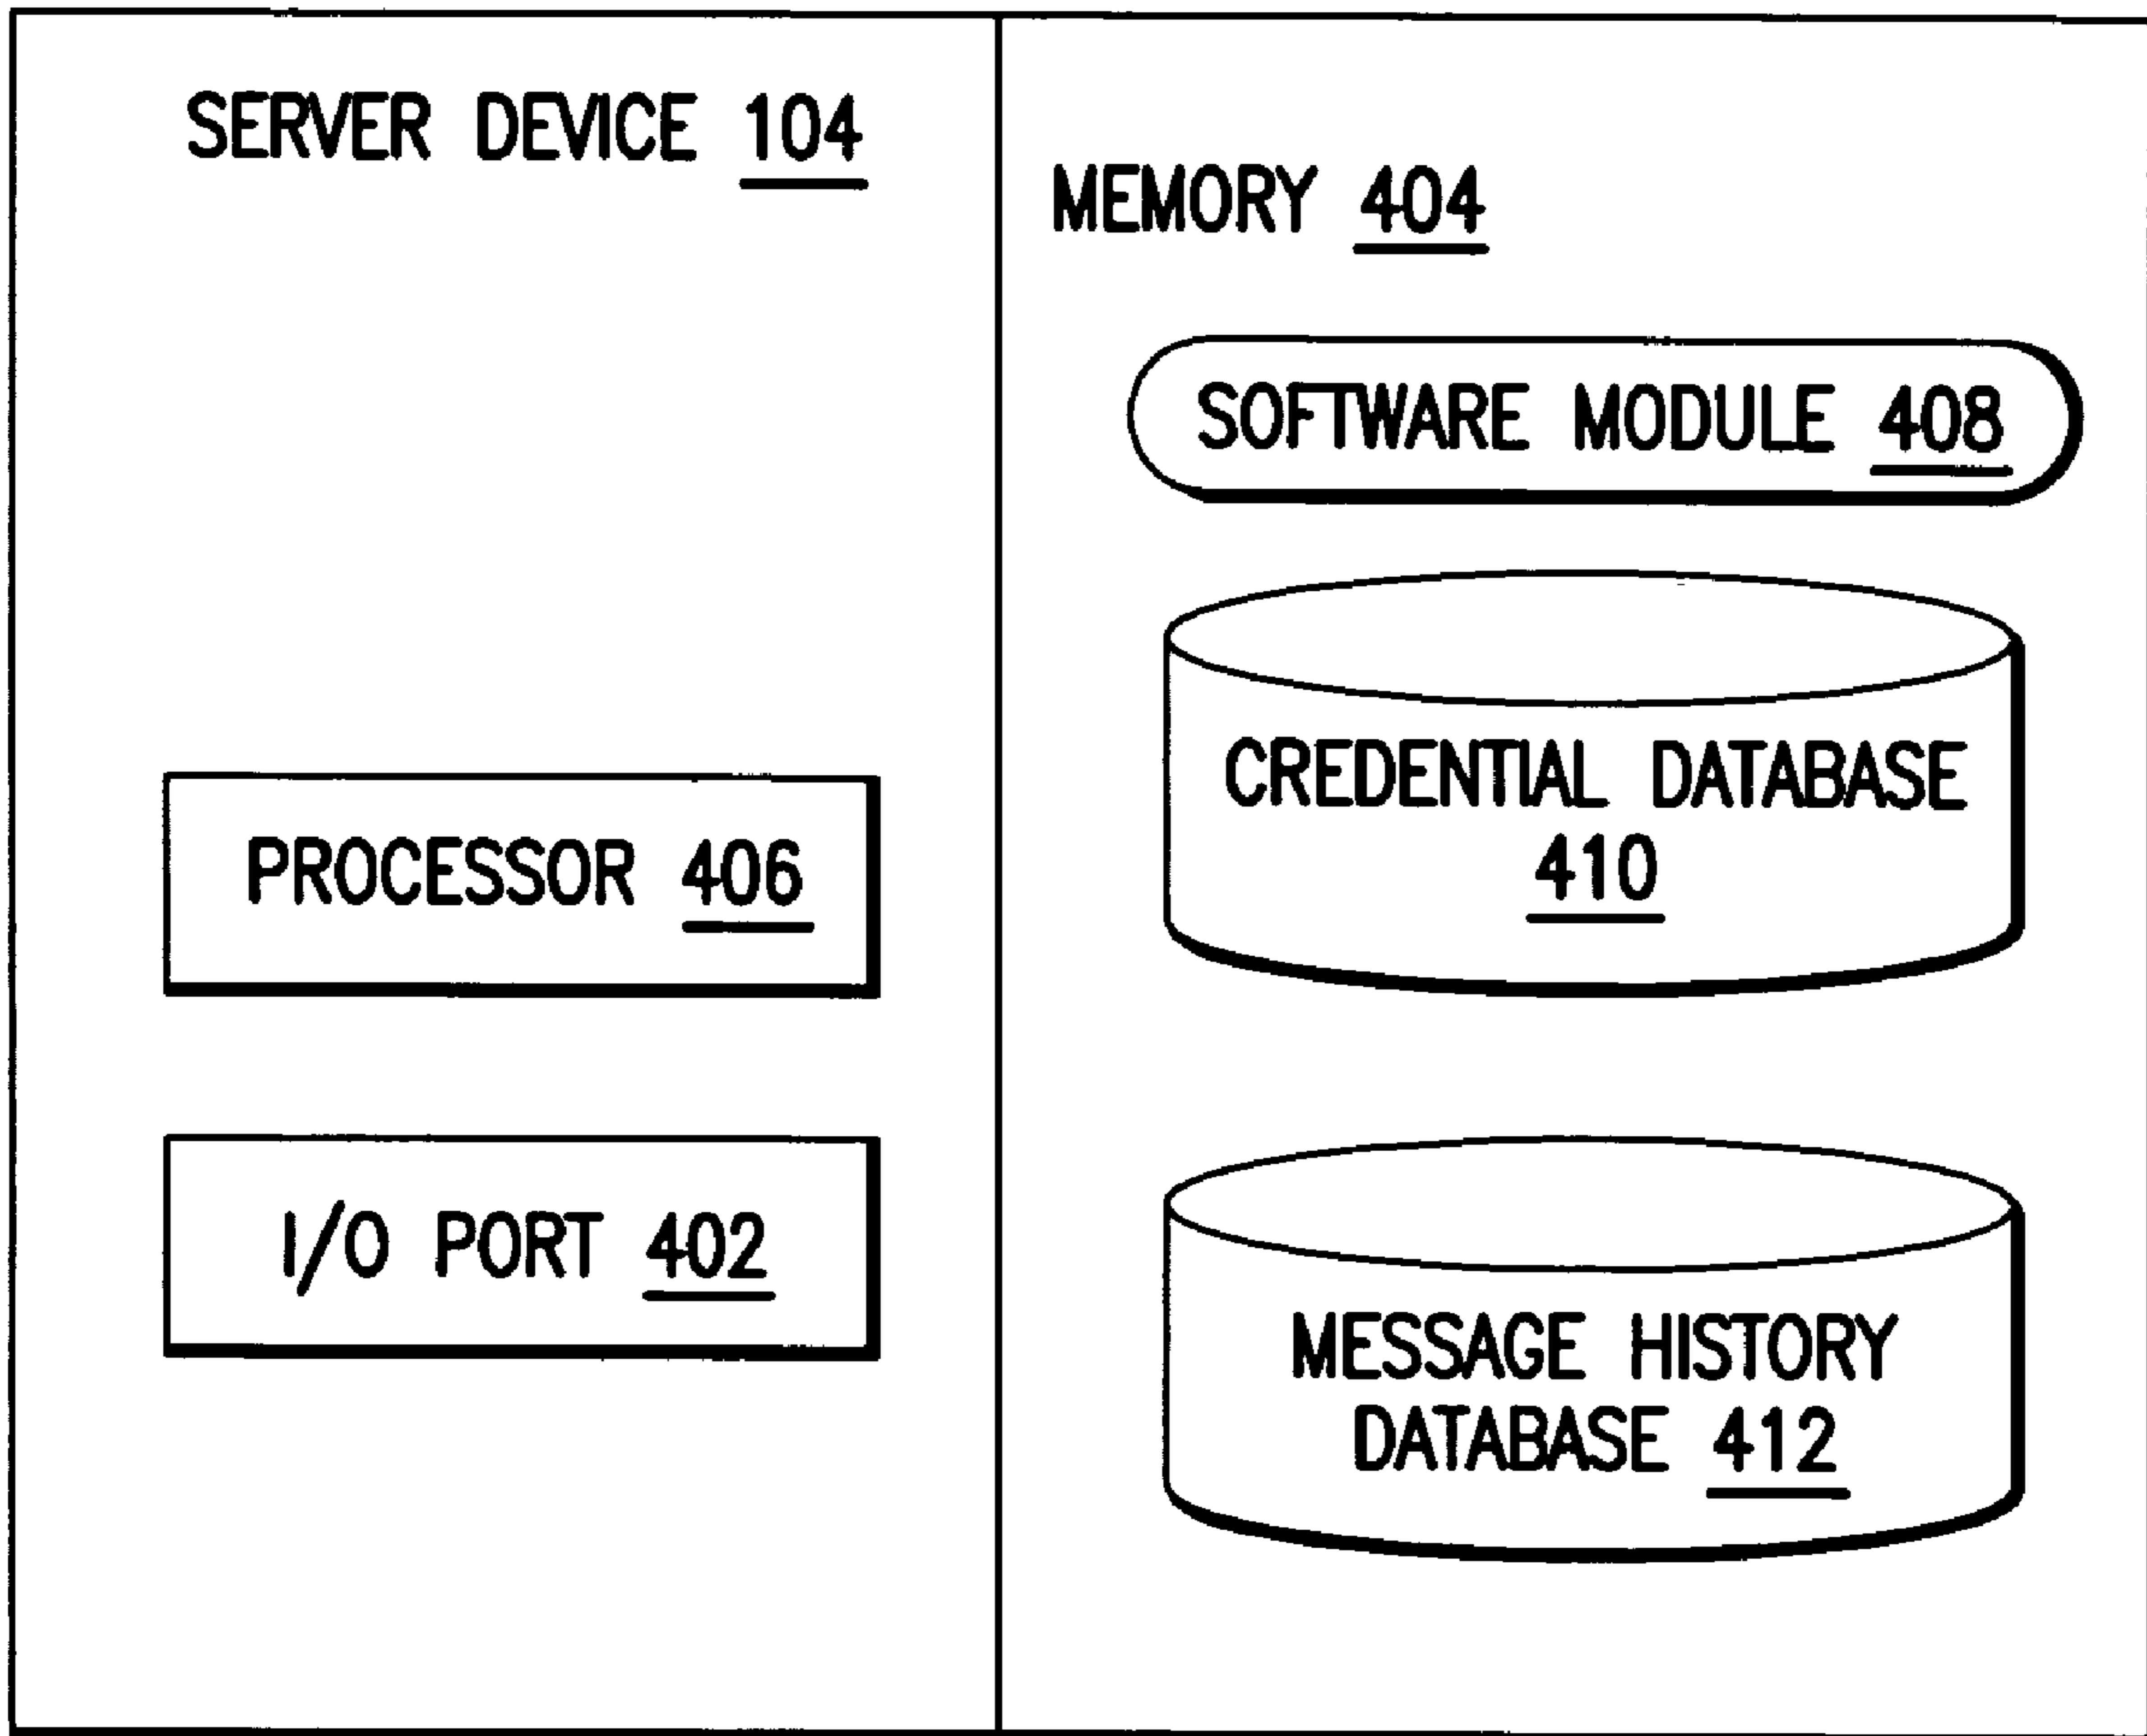 SERVER DEVICE 104
PROCESSOR 406
I/O PORT 402
MEMORY 404
SOFTWARE MODULE 408
CREDENTIAL DATABASE
410
MESSAGE HISTORY
DATABASE 412